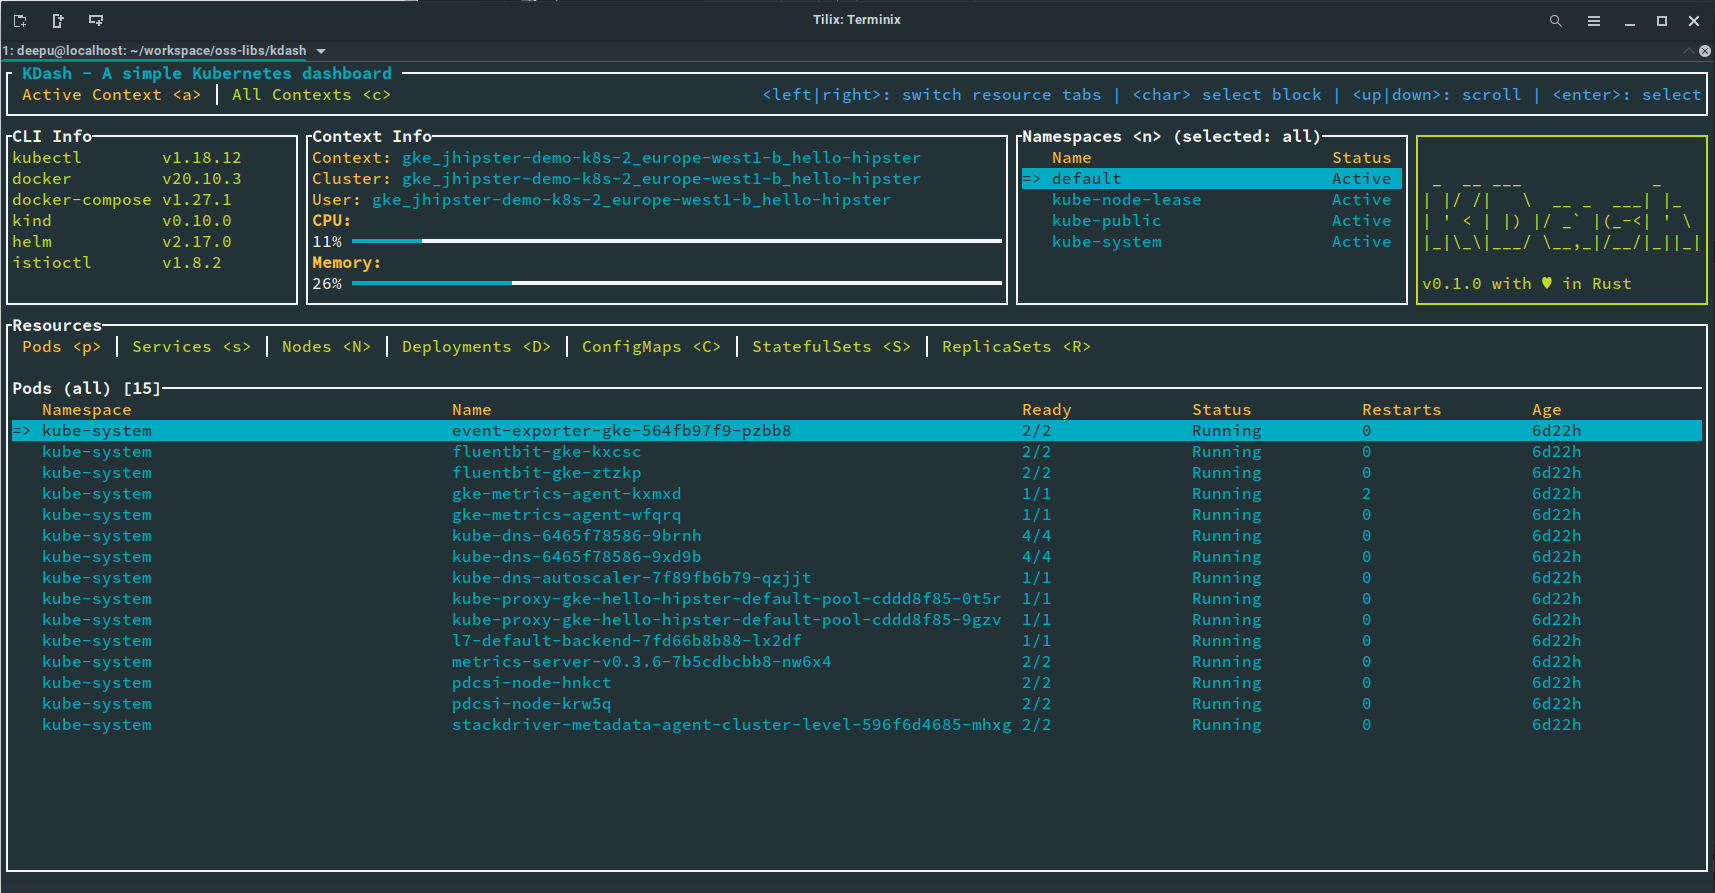 Tilix: Terminix
1: deepu@localhost: ~/workspace/oss-libs/kdash
KDash - A simple Kubernetes dashboard
Active Context <a> | All Contexts <c> <left|right>: switch resource tabs | <char> select block | <up|down>: scroll | <enter>: select
CLI Info
kubectl v1.18.12
docker v20.10.3
docker-compose v1.27.1
kind v0.10.0
helm v2.17.0
istioctl v1.8.2
Context Info
Context: gke_jhipster-demo-k8s-2_europe-west1-b_hello-hipster
Cluster: gke_jhipster-demo-k8s-2_europe-west1-b_hello-hipster
User: gke_jhipster-demo-k8s-2_europe-west1-b_hello-hipster
CPU:
11%
Memory:
26%
Namespaces <n> (selected: all)
Name Status
=> default Active
kube-node-lease Active
kube-public Active
kube-system Active
KDash
v0.1.0 with ♥ in Rust
Resources
Pods <p> | Services <s> | Nodes <N> | Deployments <D> | ConfigMaps <C> | StatefulSets <S> | ReplicaSets <R>
Pods (all) [15]
Namespace Name Ready Status Restarts Age
=> kube-system event-exporter-gke-564fb97f9-pzbb8 2/2 Running 0 6d22h
kube-system fluentbit-gke-kxcsc 2/2 Running 0 6d22h
kube-system fluentbit-gke-ztzkp 2/2 Running 0 6d22h
kube-system gke-metrics-agent-kxmxd 1/1 Running 2 6d22h
kube-system gke-metrics-agent-wfqrq 1/1 Running 0 6d22h
kube-system kube-dns-6465f78586-9brnh 4/4 Running 0 6d22h
kube-system kube-dns-6465f78586-9xd9b 4/4 Running 0 6d22h
kube-system kube-dns-autoscaler-7f89fb6b79-qzjjt 1/1 Running 0 6d22h
kube-system kube-proxy-gke-hello-hipster-default-pool-cddd8f85-0t5r 1/1 Running 0 6d22h
kube-system kube-proxy-gke-hello-hipster-default-pool-cddd8f85-9gzv 1/1 Running 0 6d22h
kube-system l7-default-backend-7fd66b8b88-lx2df 1/1 Running 0 6d22h
kube-system metrics-server-v0.3.6-7b5cdbcbb8-nw6x4 2/2 Running 0 6d22h
kube-system pdcsi-node-hnkct 2/2 Running 0 6d22h
kube-system pdcsi-node-krw5q 2/2 Running 0 6d22h
kube-system stackdriver-metadata-agent-cluster-level-596f6d4685-mhxg 2/2 Running 0 6d22h